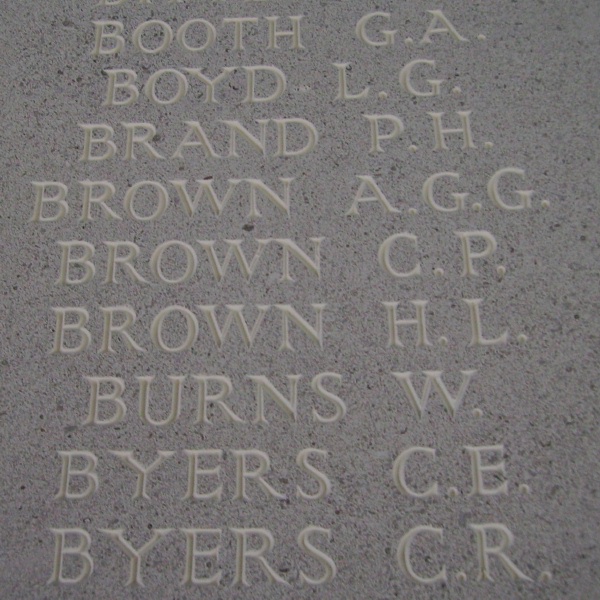 BOOTH G.A.
BOYD L.G.
BRAND P.H.
BROWN A.G.G.
BROWN C.P.
BROWN H.L.
BURNS W.
BYERS C.E.
BYERS C.R.